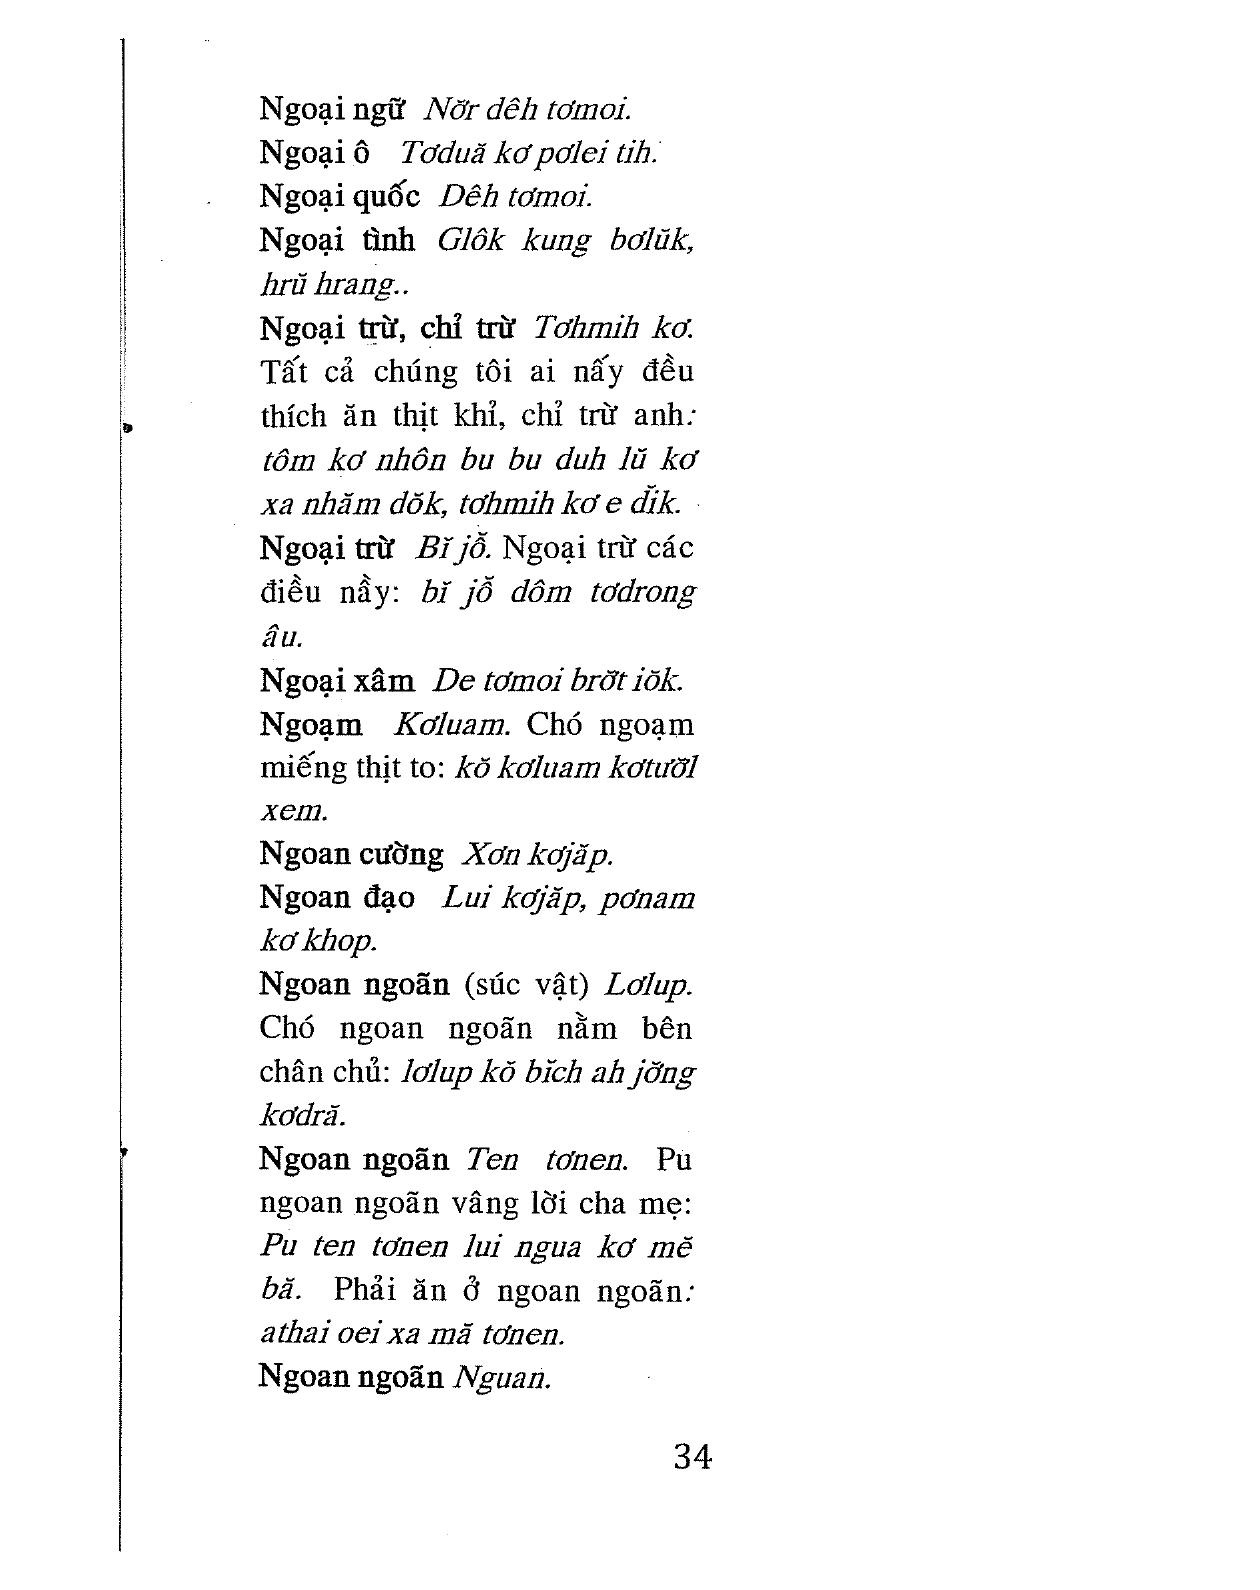 Ngoại ngữ Nơ̆r dêh tơmoi.
Ngoại ô Tơduă kơ pơlei tih.
Ngoại quốc Dêh tơmoi.
Ngoại tình Glôk kung bơlŭk,
hrŭ hrang..
Ngoại trừ, chỉ trừ Tơhmih kơ.
Tất cả chúng tôi ai nấy đều
thích ăn thịt khỉ, chỉ trừ anh:
tôm kơ nhôn bu bu duh lŭ kơ
xa nhăm dŏk, tơhmih kơ e dĭk.
Ngoại trừ Bĭ jô̆. Ngoại trừ các
điều nầy: bĭ jô̆ dôm tơdrong
âu.
Ngoại xâm De tơmoi brơ̆t iŏk.
Ngoạm Kơluam. Chó ngoạm
miếng thịt to: kŏ kơluam kơtươ̆l
xem.
Ngoan cường Xơn kơjăp.
Ngoan đạo Lui kơjăp, pơnam
kơ khop.
Ngoan ngoãn (súc vật) Lơlup.
Chó ngoan ngoãn nằm bên
chân chủ: lơlup kŏ bĭch ah jơ̆ng
kơdră.
Ngoan ngoãn Ten tơnen. Pu
ngoan ngoãn vâng lời cha mẹ:
Pu ten tơnen lui ngua kơ mĕ
bă. Phải ăn ở ngoan ngoãn:
athai oei xa mă tơnen.
Ngoan ngoãn Nguan.
34